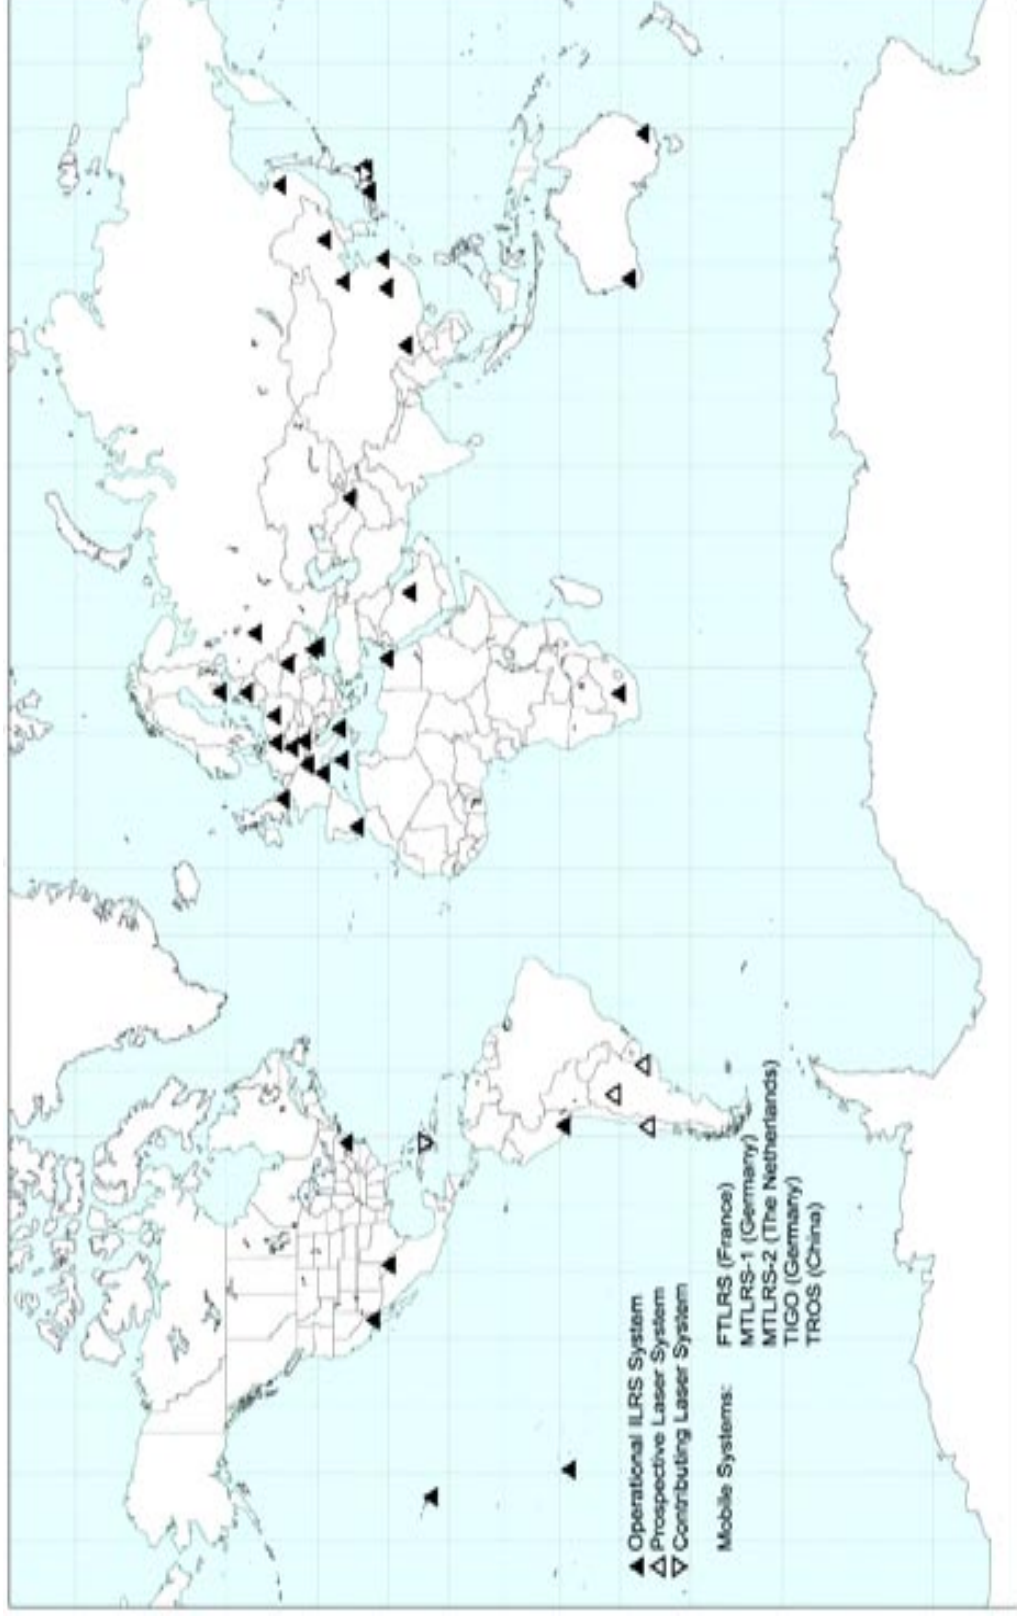 Operational ILRS System
Prospective Laser System
Contributing Laser System
Mobile Systems: FTLRS (France)
MTLRS-1 (Germany)
MTLRS-2 (The Netherlands)
TIGO (Germany)
TROS (China)